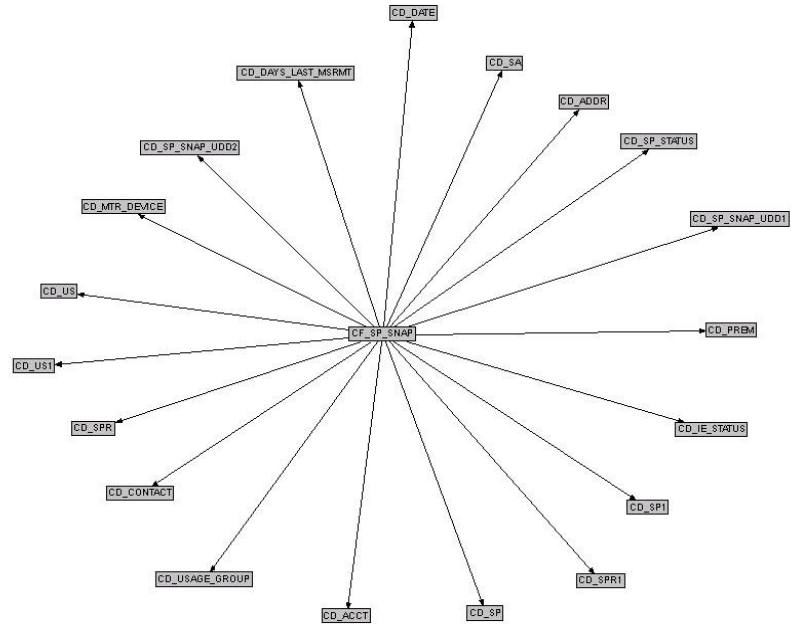 CD_DATE
CD_SA
CD_DAYS_LAST_MSRMT
CD_ADDR
CD_SP_STATUS
CD_SP_SNAP_UDD2
CD_MTR_DEVICE
CD_SP_SNAP_UDD1
CD_US
CD_PREM
CF_SP_SNAP
CD_US1
CD_SPR
CD_IE_STATUS
CD_CONTACT
CD_SP1
CD_USAGE_GROUP
CD_SPR1
CD_SP
CD_ACCT